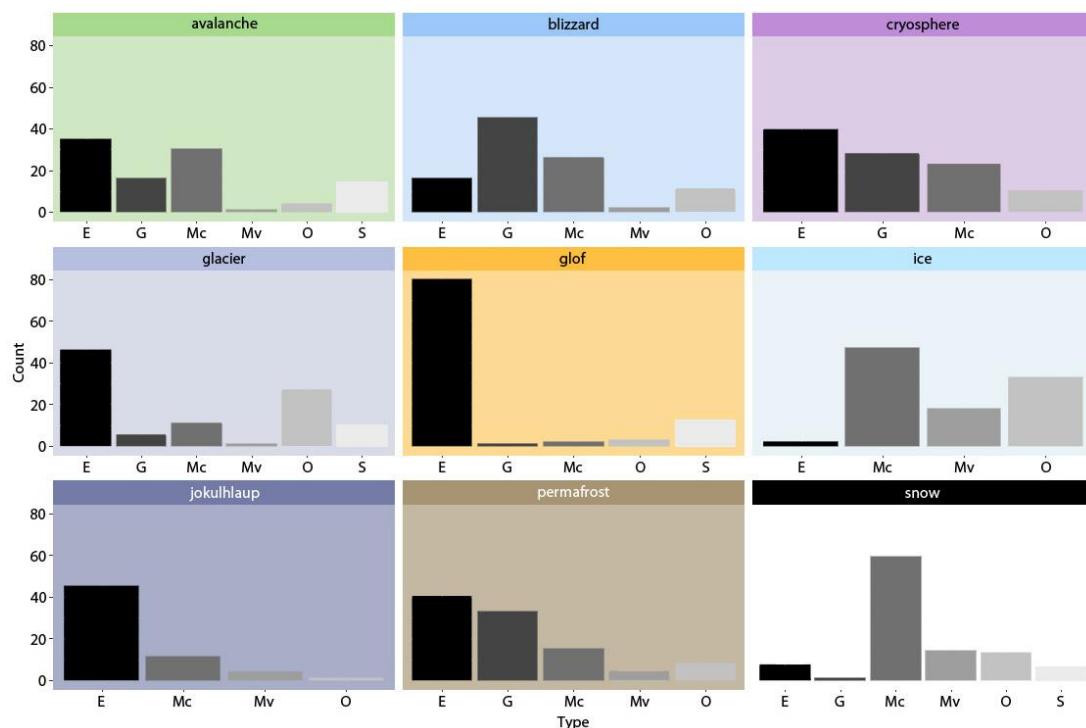 avalanche blizzard cryosphere
80
60
40
20
0
E G Mc Mv O S E G Mc Mv O E G Mc O
glacier glof ice
80
60
40
20
0
Count
E G Mc Mv O S E G Mc O S E Mc Mv O
jokulhlaup permafrost snow
80
60
40
20
0
E Mc Mv O E G Mc Mv O E G Mc Mv O S
Type